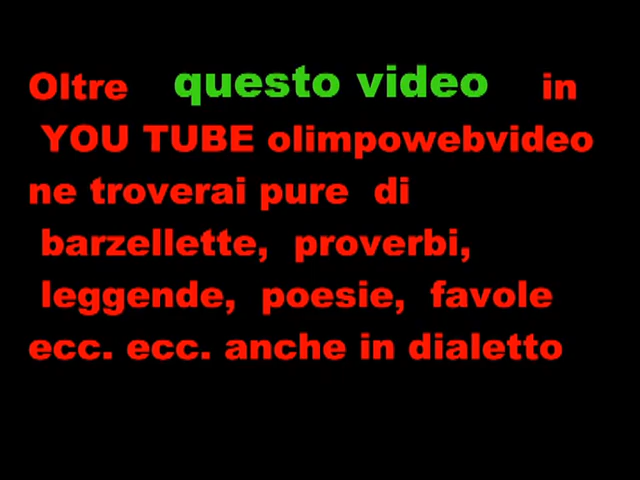 Oltre questo video in
YOU TUBE olimpowebvideo
ne troverai pure di
barzellette, proverbi,
leggende, poesie, favole
ecc. ecc. anche in dialetto